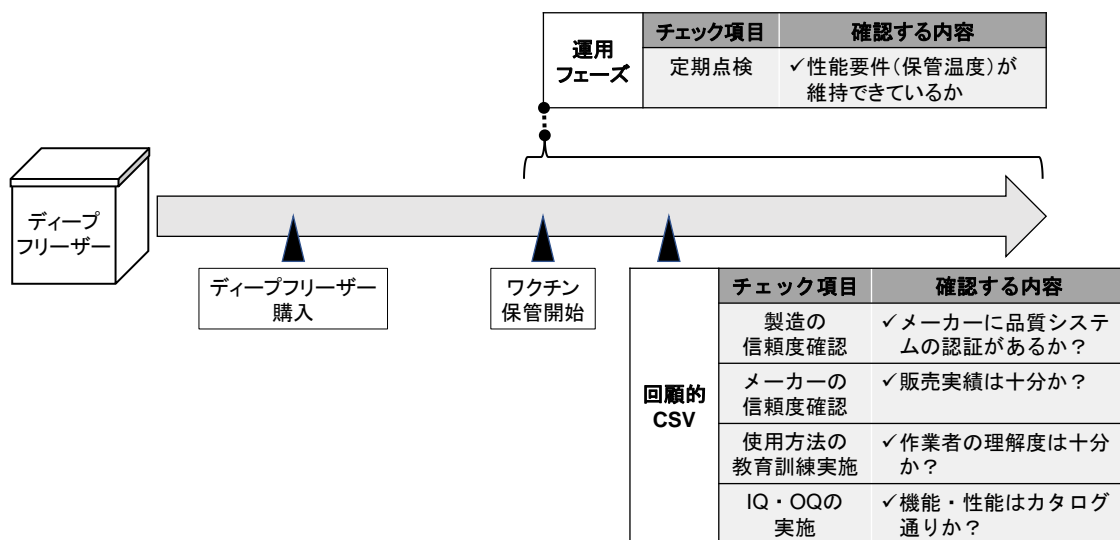 運用
フェーズ
チェック項目
確認する内容
定期点検
✓性能要件(保管温度)が
維持できているか
ディープ
フリーザー
ディープフリーザー
購入
ワクチン
保管開始
回顧的
CSV
チェック項目
確認する内容
製造の
信頼度確認
✓メーカーに品質システ
ムの認証があるか？
メーカーの
信頼度確認
✓販売実績は十分か？
使用方法の
教育訓練実施
✓作業者の理解度は十分
か？
IQ・OQの
実施
✓機能・性能はカタログ
通りか？